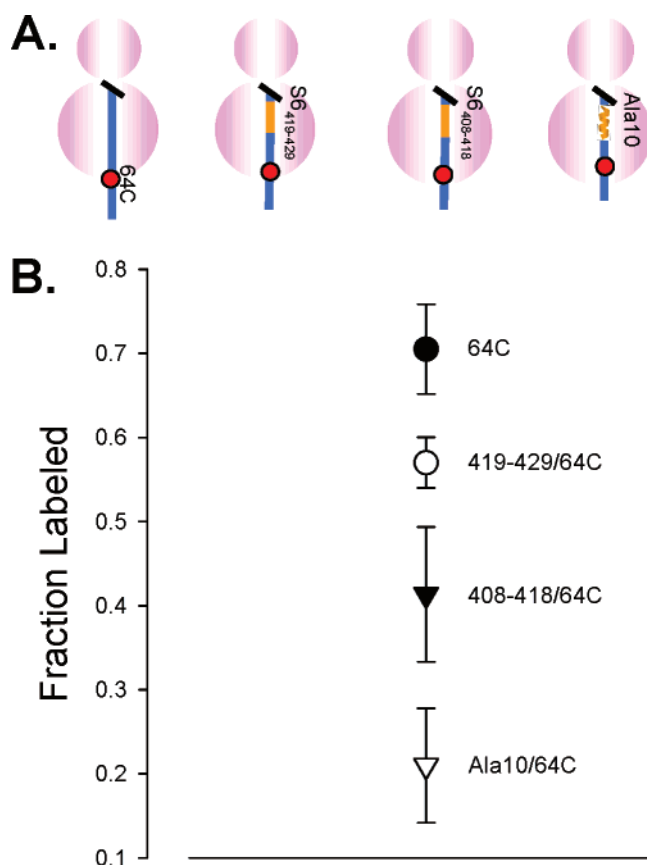 A.
64C
S6 419-429
S6 408-418
Ala10
B.
Fraction Labeled
0.8
0.7
0.6
0.5
0.4
0.3
0.2
0.1
64C
419-429/64C
408-418/64C
Ala10/64C